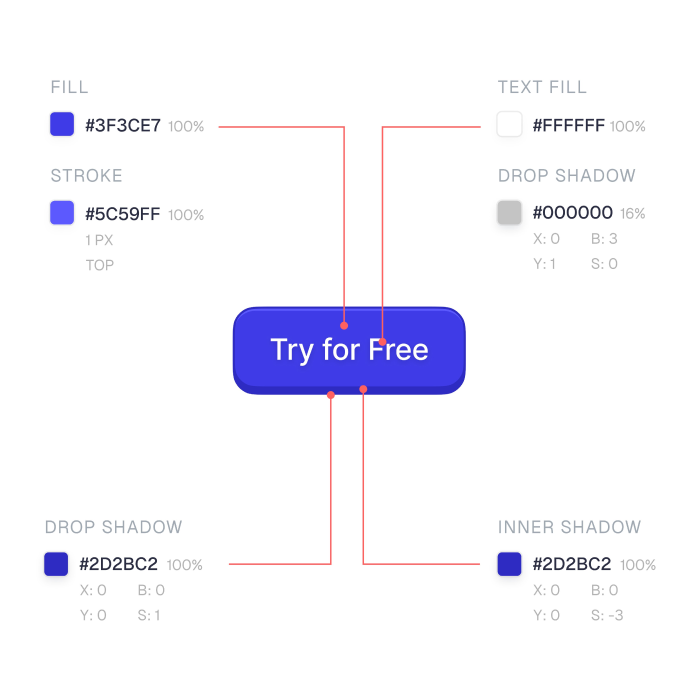 FILL
#3F3CE7 100%
STROKE
#5C59FF 100%
1 PX
TOP
TEXT FILL
#FFFFFF 100%
DROP SHADOW
#000000 16%
X: 0 B: 3
Y: 1 S: 0
Try for Free
DROP SHADOW
#2D2BC2 100%
X: 0 B: 0
Y: 0 S: 1
INNER SHADOW
#2D2BC2 100%
X: 0 B: 0
Y: 0 S: -3